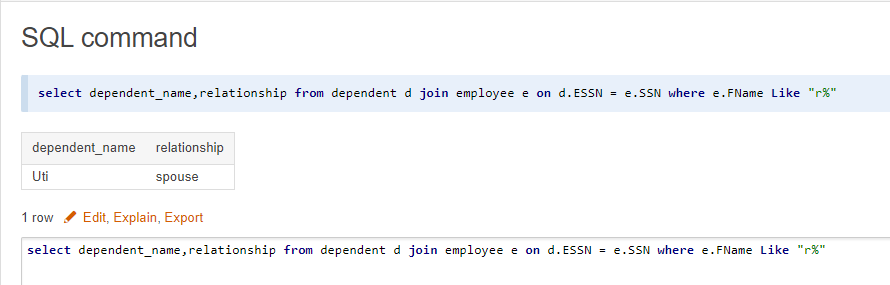 SQL command
select dependent_name,relationship from dependent d join employee e on d.ESSN = e.SSN where e.FName Like "r%"
dependent_name relationship
Uti spouse
1 row Edit, Explain, Export
select dependent_name,relationship from dependent d join employee e on d.ESSN = e.SSN where e.FName Like "r%"